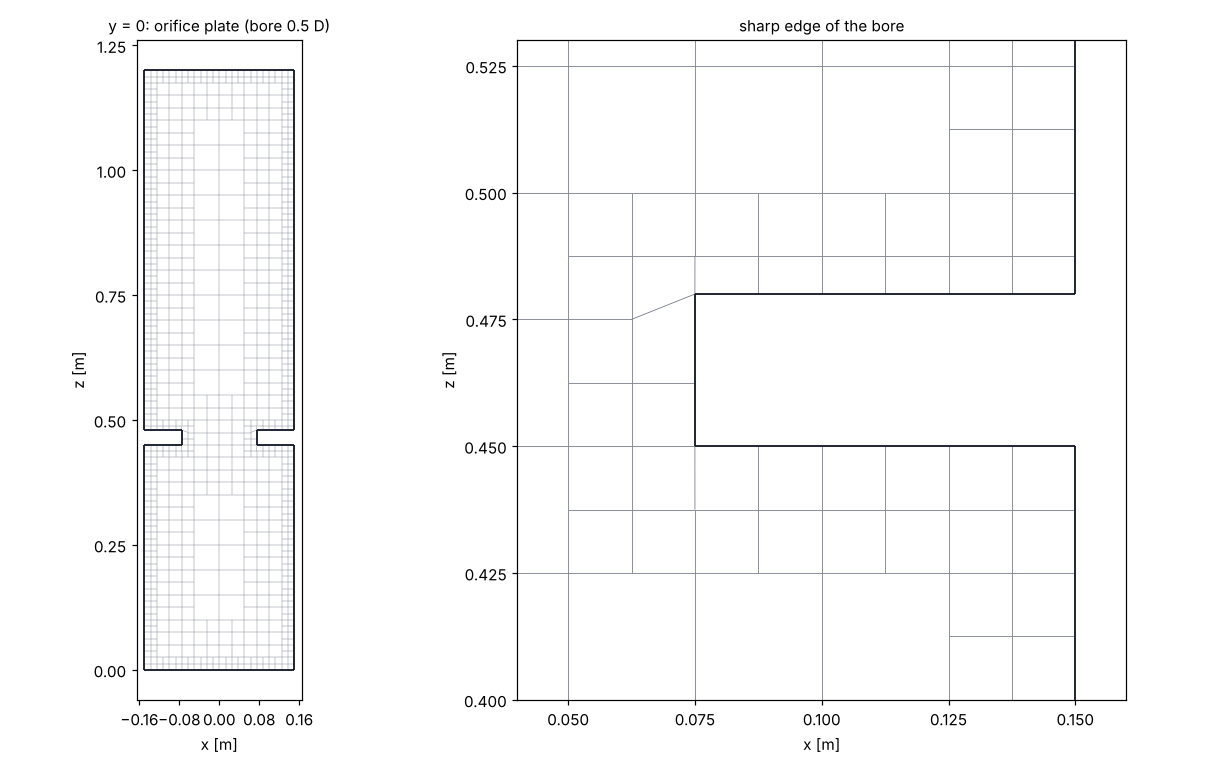 y = 0: orifice plate (bore 0.5 D)
1.25
1.00
0.75
0.50
0.25
0.00
z [m]
−0.16 −0.08 0.00 0.08 0.16
x [m]
sharp edge of the bore
0.525
0.500
0.475
0.450
0.425
0.400
z [m]
0.050 0.075 0.100 0.125 0.150
x [m]